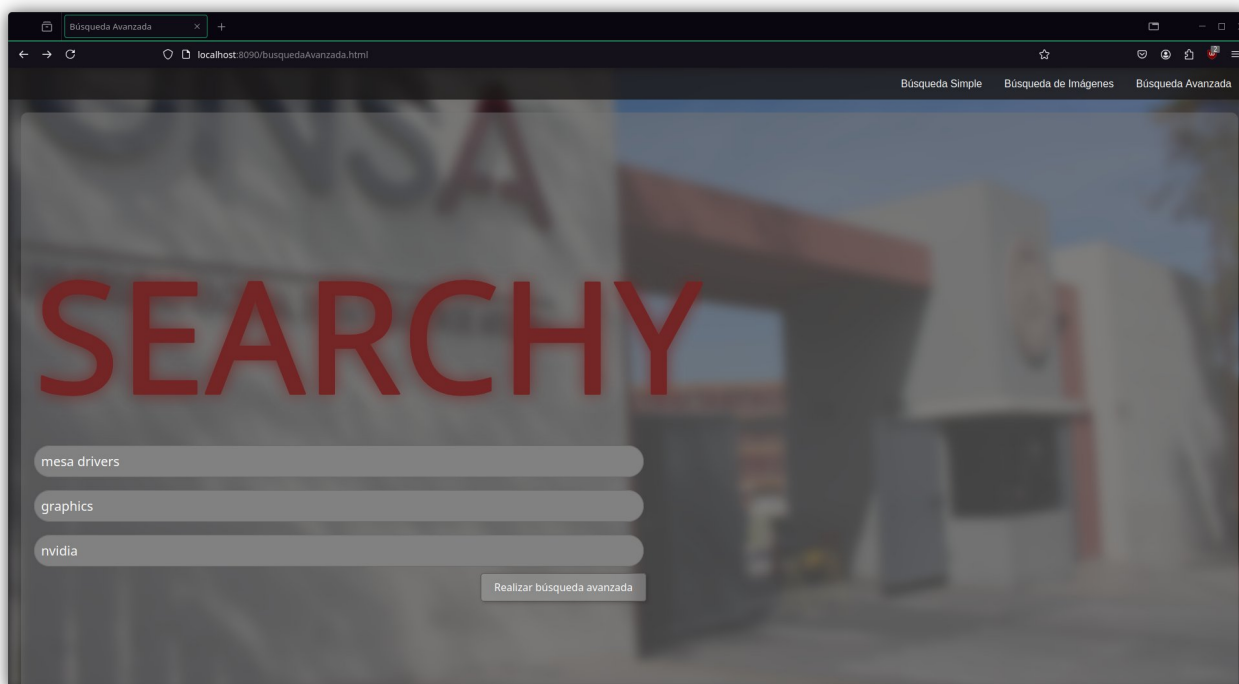 Búsqueda Avanzada
localhost:8090/busquedaAvanzada.html
2
Búsqueda Simple Búsqueda de Imágenes Búsqueda Avanzada
SEARCHY
mesa drivers
graphics
nvidia
Realizar búsqueda avanzada